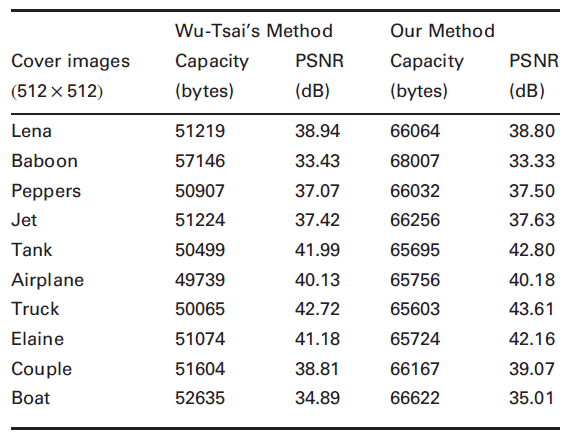 Wu-Tsai's Method Our Method
Cover images Capacity PSNR Capacity PSNR
(512 × 512) (bytes) (dB) (bytes) (dB)
Lena 51219 38.94 66064 38.80
Baboon 57146 33.43 68007 33.33
Peppers 50907 37.07 66032 37.50
Jet 51224 37.42 66256 37.63
Tank 50499 41.99 65695 42.80
Airplane 49739 40.13 65756 40.18
Truck 50065 42.72 65603 43.61
Elaine 51074 41.18 65724 42.16
Couple 51604 38.81 66167 39.07
Boat 52635 34.89 66622 35.01